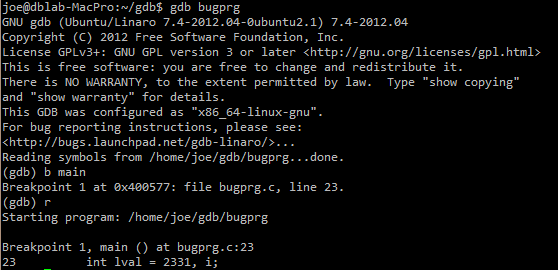 joe@dblab-MacPro:~/gdb$ gdb bugprg
GNU gdb (Ubuntu/Linaro 7.4-2012.04-0ubuntu2.1) 7.4-2012.04
Copyright (C) 2012 Free Software Foundation, Inc.
License GPLv3+: GNU GPL version 3 or later <http://gnu.org/licenses/gpl.html>
This is free software: you are free to change and redistribute it.
There is NO WARRANTY, to the extent permitted by law.  Type "show copying"
and "show warranty" for details.
This GDB was configured as "x86_64-linux-gnu".
For bug reporting instructions, please see:
<http://bugs.launchpad.net/gdb-linaro/>...
Reading symbols from /home/joe/gdb/bugprg...done.
(gdb) b main
Breakpoint 1 at 0x400577: file bugprg.c, line 23.
(gdb) r
Starting program: /home/joe/gdb/bugprg

Breakpoint 1, main () at bugprg.c:23
23          int lval = 2331, i;